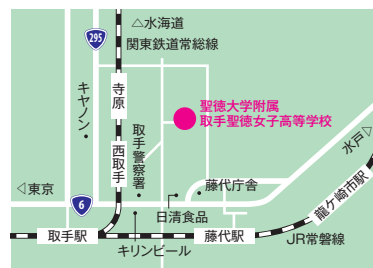 △水海道
295
関東鉄道常総線
キヤノン
寺原
聖徳大学附属
取手聖徳女子高等学校
取手警察署
西取手
水戸▷
◁東京
藤代庁舎
龍ケ崎市駅
6
日清食品
取手駅
キリンビール
藤代駅
JR常磐線